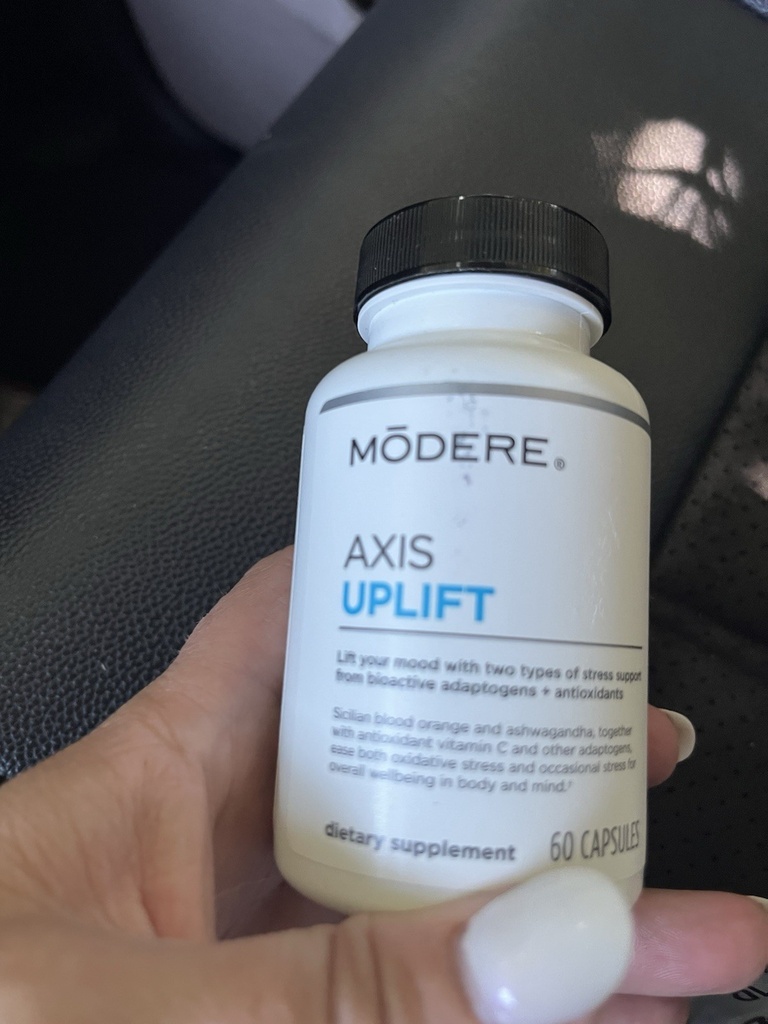 MŌDERE®
AXIS
UPLIFT
Lift your mood with two types of stress support
from bioactive adaptogens + antioxidants
Sicilian blood orange and ashwagandha, together
with antioxidant vitamin C and other adaptogens,
ease both oxidative stress and occasional stress for
overall wellbeing in body and mind.†
dietary supplement
60 CAPSULES